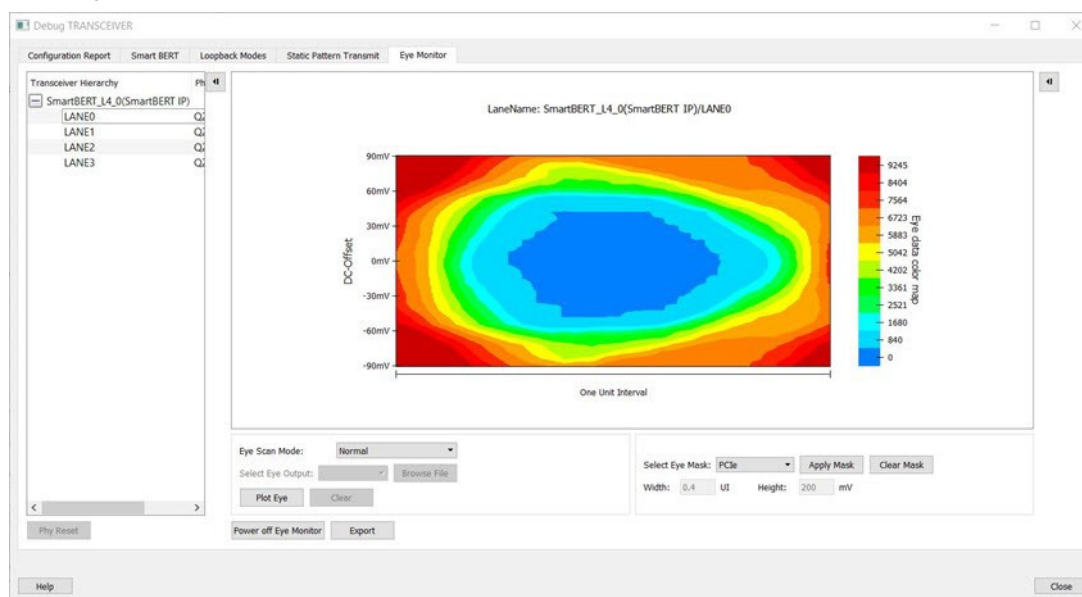 Debug TRANSCEIVER
Configuration Report Smart BERT Loopback Modes Static Pattern Transmit Eye Monitor
Transceiver Hierarchy Ph
SmartBERT_L4_0(SmartBERT IP)
LANE0
LANE1
LANE2
LANE3
LaneName: SmartBERT_L4_0(SmartBERT IP)/LANE0
90mV
60mV
30mV
0mV
-30mV
-60mV
-90mV
DC-Offset
One Unit Interval
9245
8404
7564
6723
5883
5042
4202
3361
2521
1680
840
0
Eye data color map
Eye Scan Mode: Normal
Select Eye Output: Browse File
Plot Eye Clear
Select Eye Mask: PCIe Apply Mask Clear Mask
Width: 0.4 UI Height: 200 mV
Phy Reset Power off Eye Monitor Export
Help Close